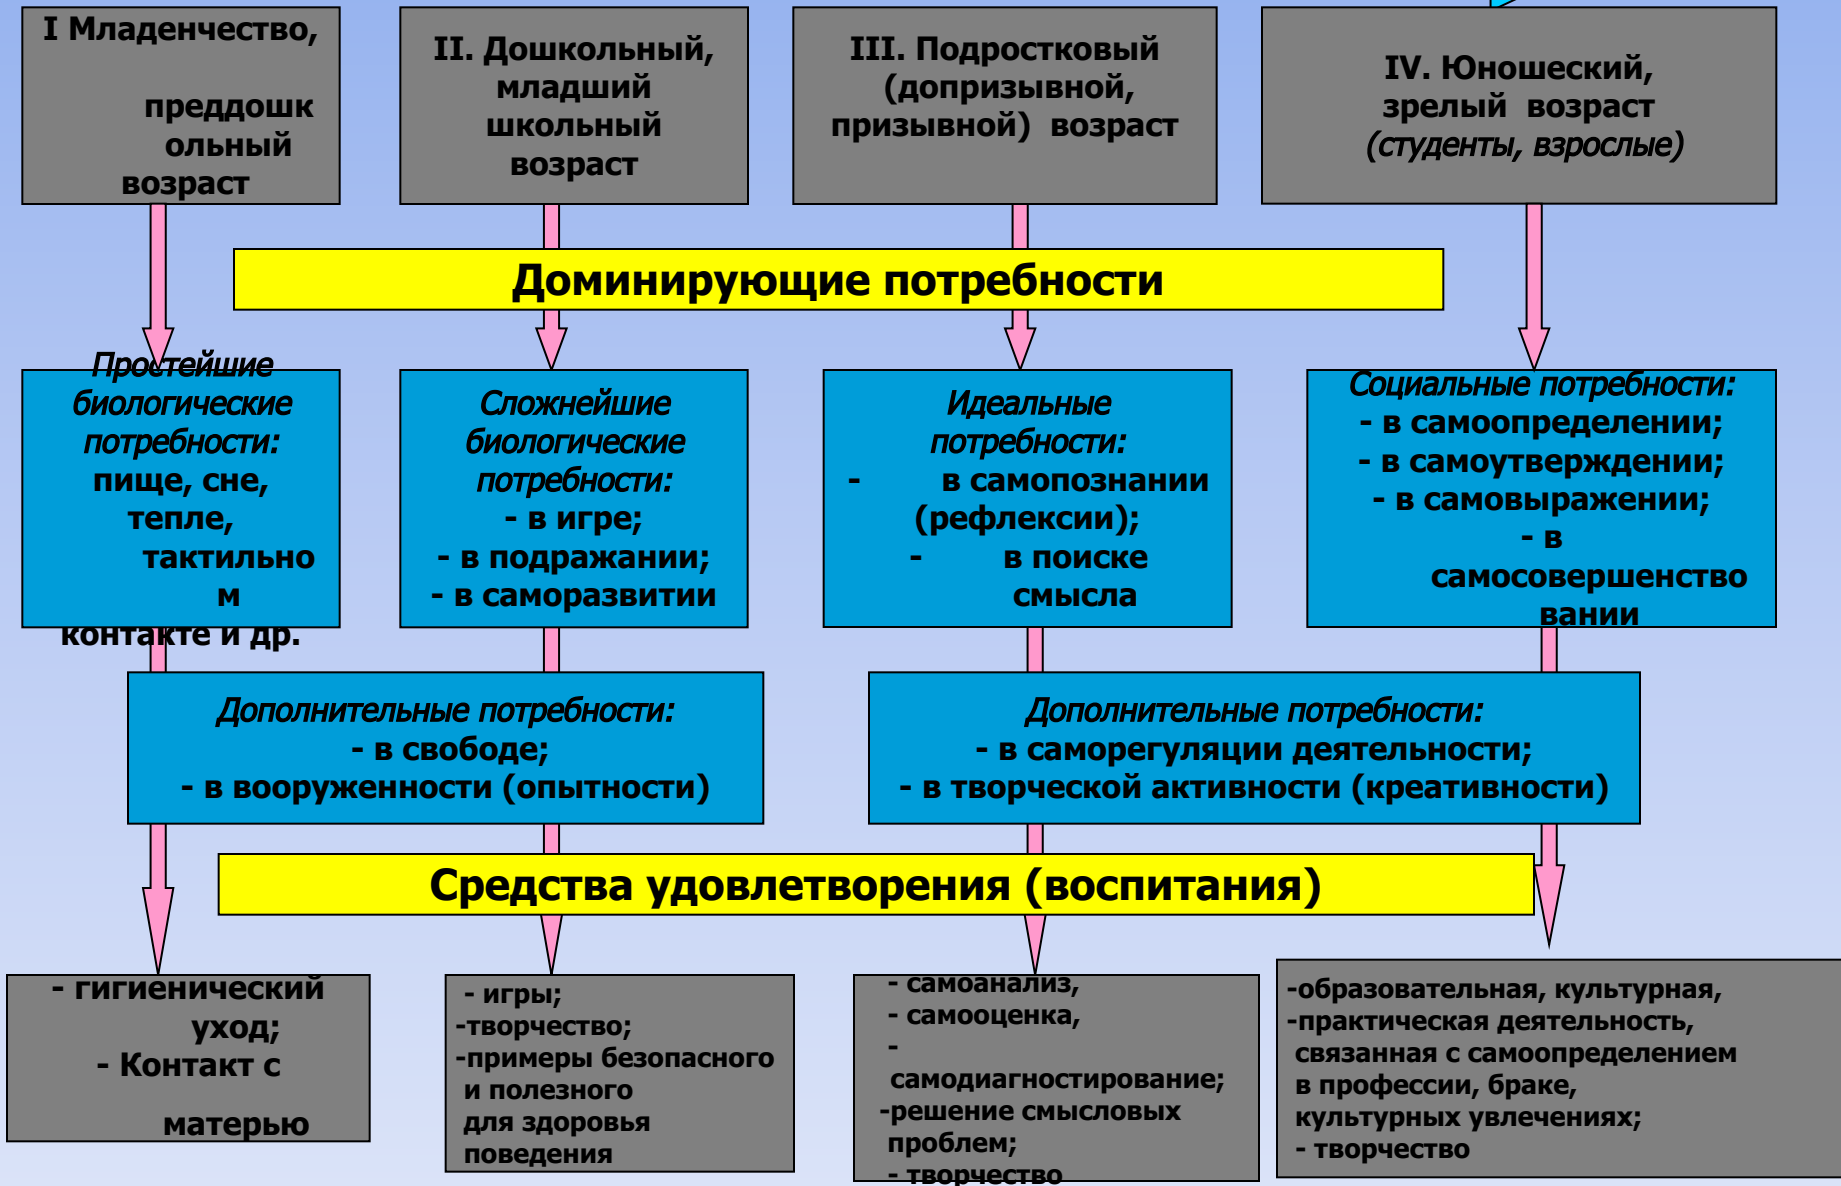 I Младенчество,
преддошк
ольный
возраст
II. Дошкольный,
младший
школьный
возраст
III. Подростковый
(допризывной,
призывной) возраст
IV. Юношеский,
зрелый возраст
(студенты, взрослые)
Доминирующие потребности
Простейшие
биологические
потребности:
пище, сне,
тепле,
тактильно
м
контакте и др.
Сложнейшие
биологические
потребности:
- в игре;
- в подражании;
- в саморазвитии
Идеальные
потребности:
- в самопознании
(рефлексии);
- в поиске
смысла
Социальные потребности:
- в самоопределении;
- в самоутверждении;
- в самовыражении;
- в
самосовершенство
вании
Дополнительные потребности:
- в свободе;
- в вооруженности (опытности)
Дополнительные потребности:
- в саморегуляции деятельности;
- в творческой активности (креативности)
Средства удовлетворения (воспитания)
- гигиенический
уход;
- Контакт с
матерью
- игры;
-творчество;
-примеры безопасного
и полезного
для здоровья
поведения
- самоанализ,
- самооценка,
-
самодиагностирование;
-решение смысловых
проблем;
- творчество
-образовательная, культурная,
-практическая деятельность,
связанная с самоопределением
в профессии, браке,
культурных увлечениях;
- творчество